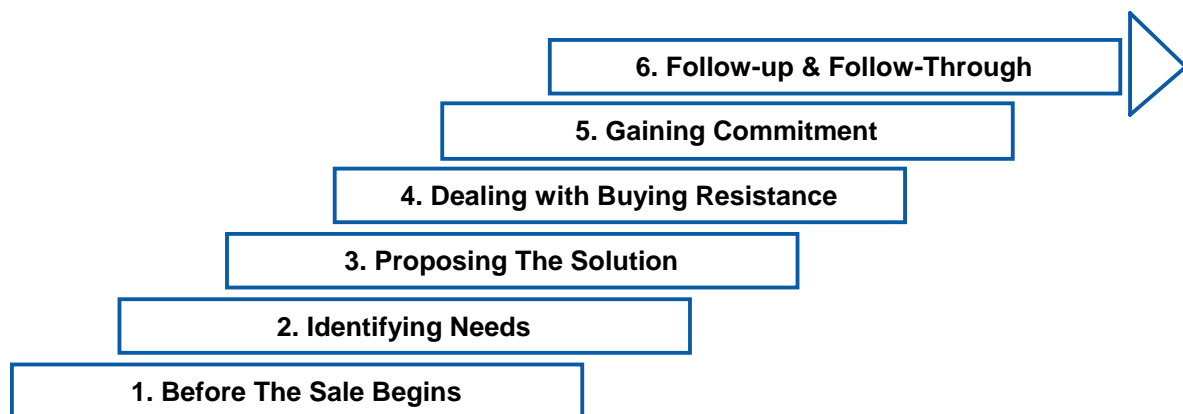 6. Follow-up & Follow-Through
5. Gaining Commitment
4. Dealing with Buying Resistance
3. Proposing The Solution
2. Identifying Needs
1. Before The Sale Begins